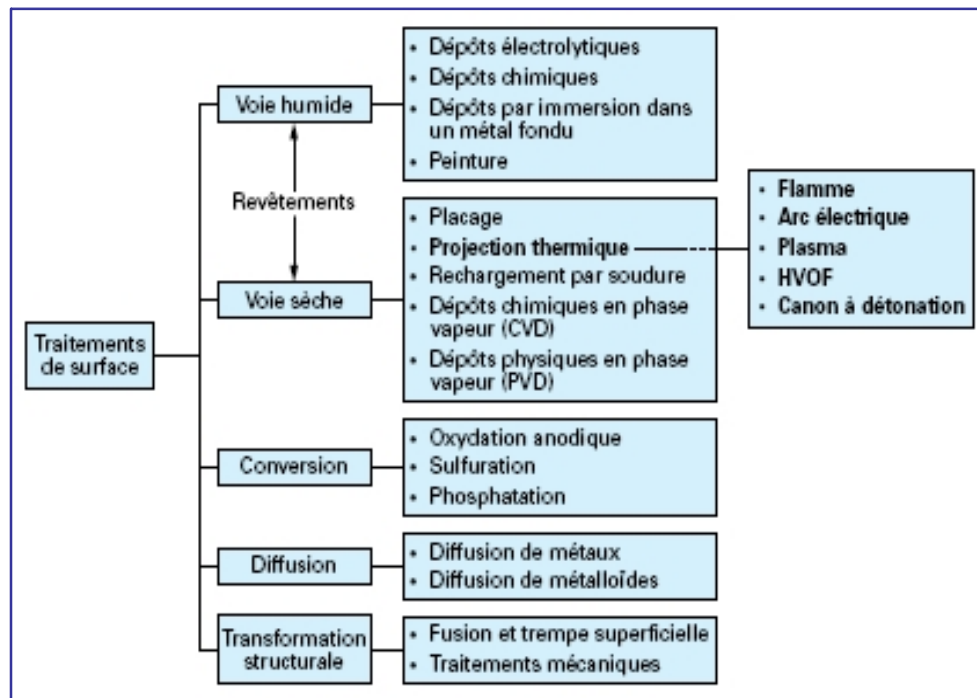 Traitements
de surface
Voie humide
Revêtements
Voie sèche
Conversion
Diffusion
Transformation
structurale
• Dépôts électrolytiques
• Dépôts chimiques
• Dépôts par immersion dans
un métal fondu
• Peinture
• Placage
• Projection thermique
• Rechargement par soudure
• Dépôts chimiques en phase
vapeur (CVD)
• Dépôts physiques en phase
vapeur (PVD)
• Flamme
• Arc électrique
• Plasma
• HVOF
• Canon à détonation
• Oxydation anodique
• Sulfuration
• Phosphatation
• Diffusion de métaux
• Diffusion de métalloïdes
• Fusion et trempe superficielle
• Traitements mécaniques